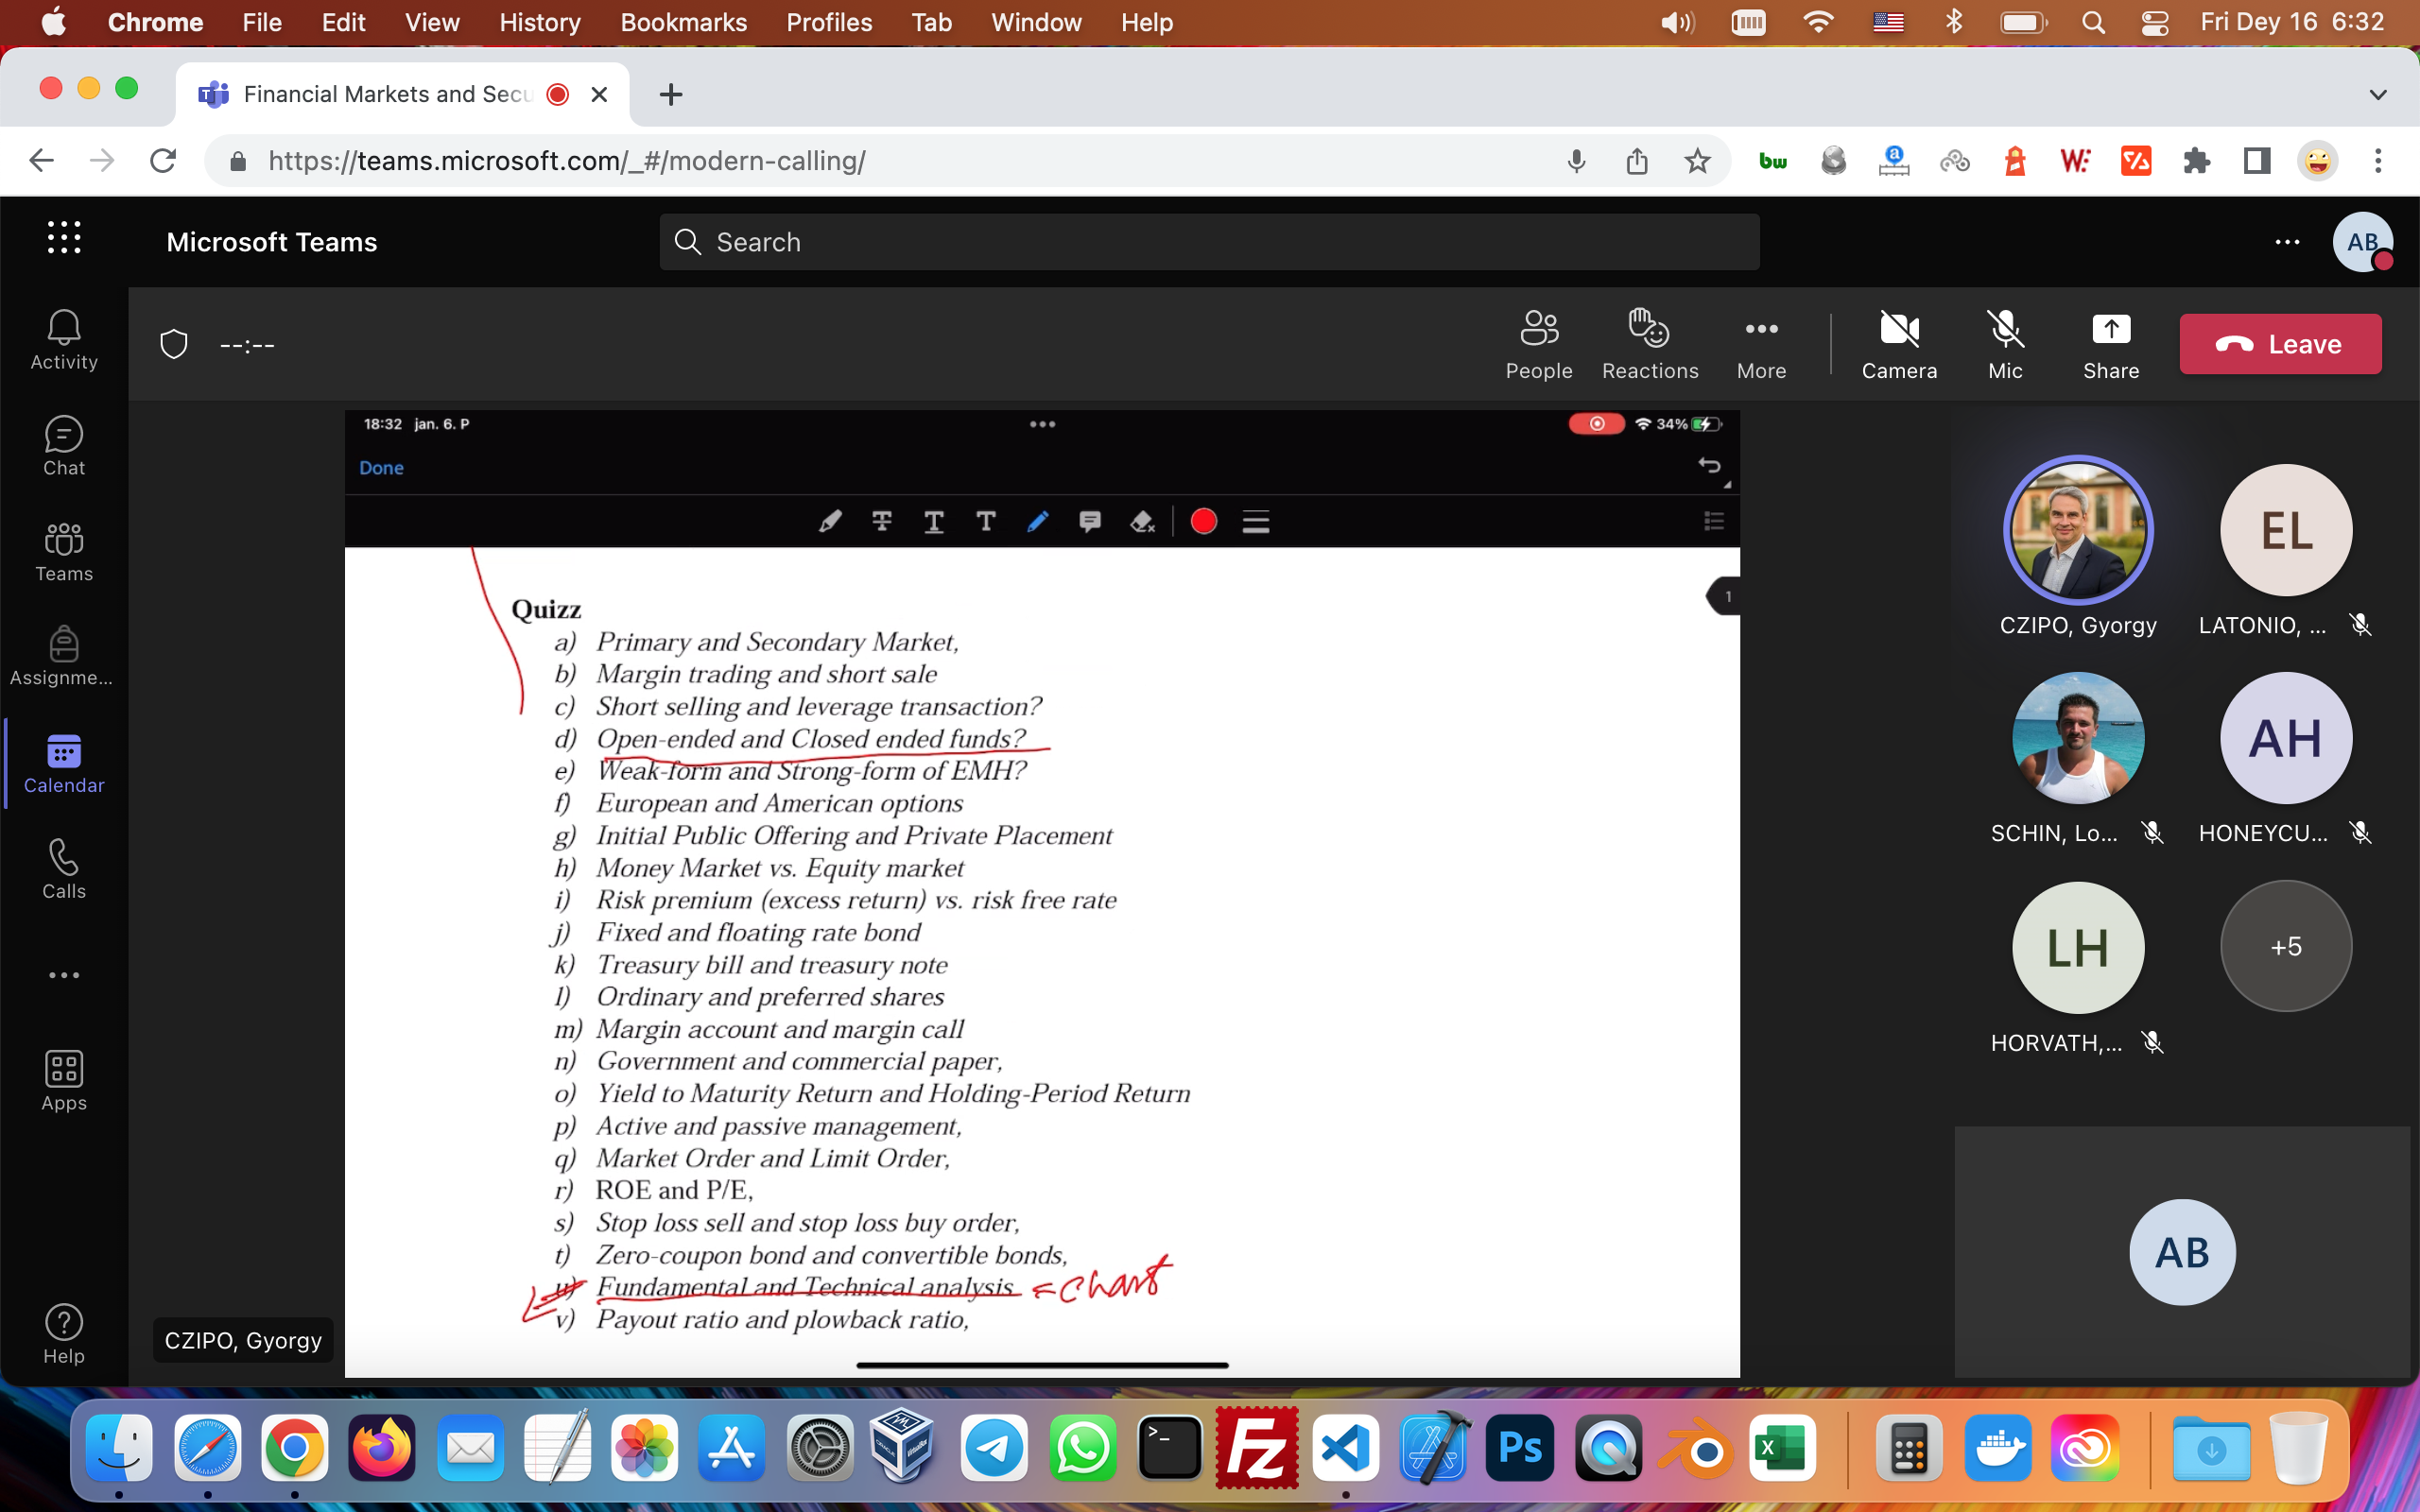 Chrome File Edit View History Bookmarks Profiles Tab Window Help Fri Dey 16 6:32
Financial Markets and Secu
https://teams.microsoft.com/_#/modern-calling/
bw
a
W:
Microsoft Teams
Search
AB
Activity
Chat
Teams
Assignme...
Calendar
Calls
Apps
Help
--:--
People Reactions More Camera Mic Share Leave
18:32 jan. 6. P 34%
Done
T T T
1
Quizz
a) Primary and Secondary Market,
b) Margin trading and short sale
c) Short selling and leverage transaction?
d) Open-ended and Closed ended funds?
e) Weak-form and Strong-form of EMH?
f) European and American options
g) Initial Public Offering and Private Placement
h) Money Market vs. Equity market
i) Risk premium (excess return) vs. risk free rate
j) Fixed and floating rate bond
k) Treasury bill and treasury note
l) Ordinary and preferred shares
m) Margin account and margin call
n) Government and commercial paper,
o) Yield to Maturity Return and Holding-Period Return
p) Active and passive management,
q) Market Order and Limit Order,
r) ROE and P/E,
s) Stop loss sell and stop loss buy order,
t) Zero-coupon bond and convertible bonds,
u) Fundamental and Technical analysis chart
v) Payout ratio and plowback ratio,
CZIPO, Gyorgy
CZIPO, Gyorgy
EL
LATONIO, ...
SCHIN, Lo...
AH
HONEYCU...
LH
HORVATH,...
+5
AB
>_
Fz
Ps
X